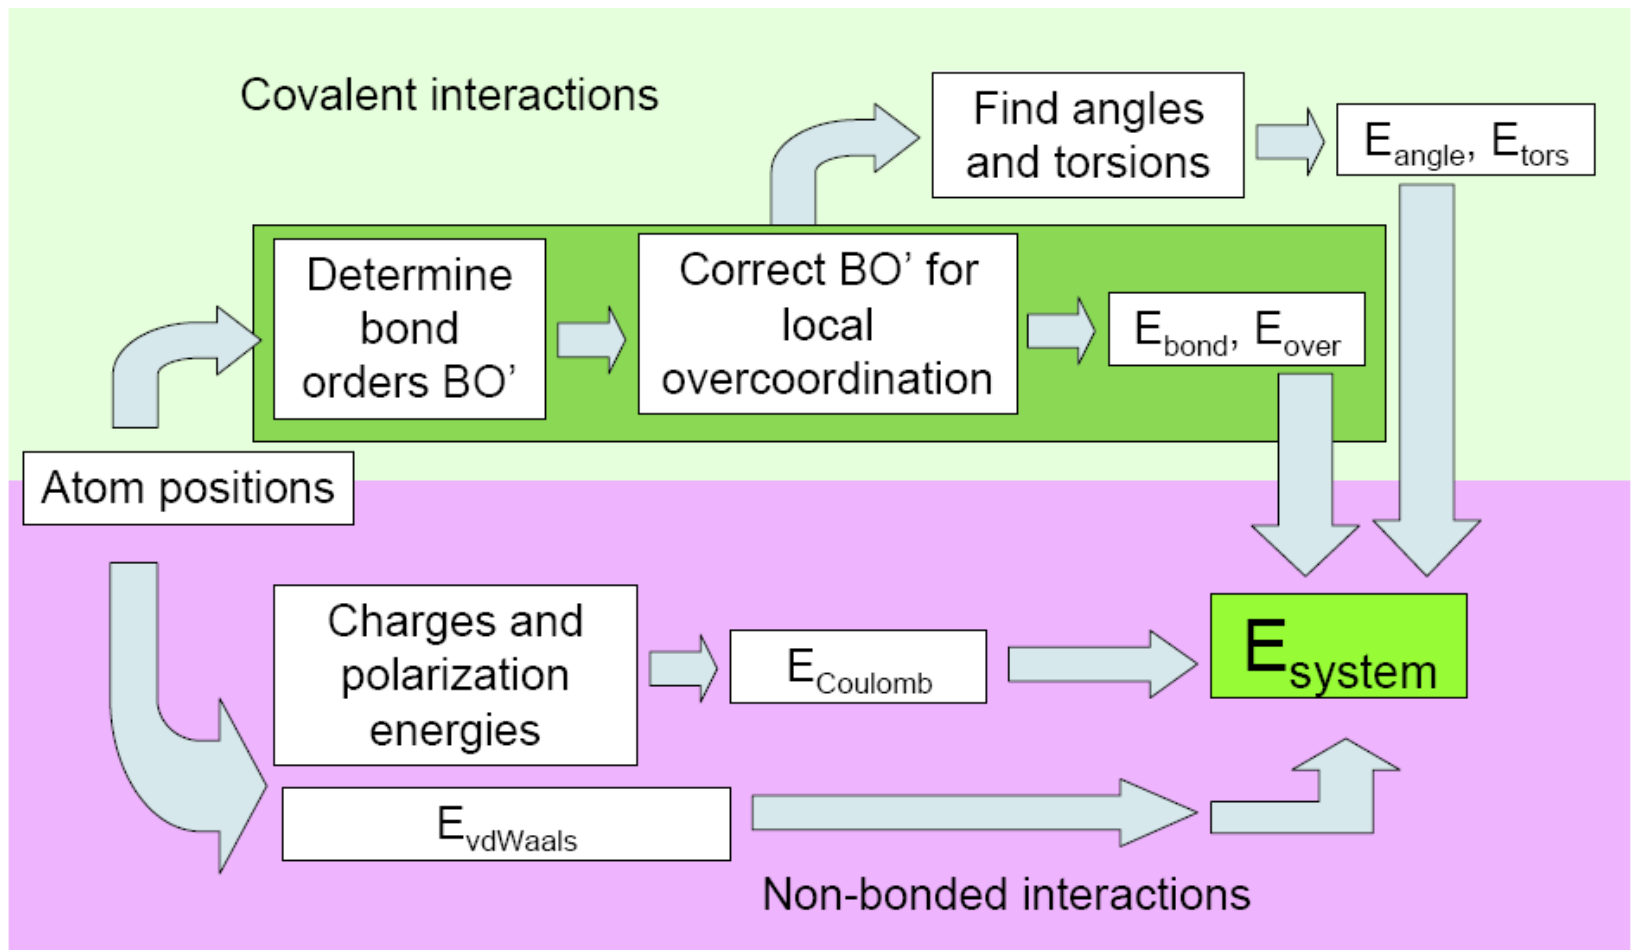 Covalent interactions
Find angles
and torsions
Eangle, Etors
Determine
bond
orders BO’
Correct BO’ for
local
overcoordination
Ebond, Eover
Atom positions
Charges and
polarization
energies
ECoulomb
Esystem
EvdWaals
Non-bonded interactions